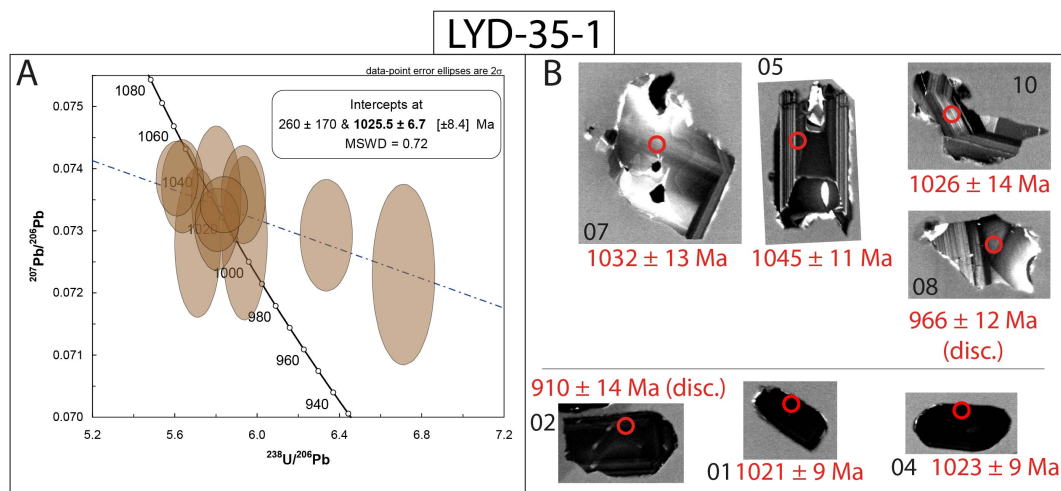 LYD-35-1
A
data-point error ellipses are 2σ
Intercepts at
260 ± 170 & 1025.5 ± 6.7 [±8.4] Ma
MSWD = 0.72
1080
1060
1040
1020
1000
980
960
940
0.075
0.074
0.073
0.072
0.071
0.070
²⁰⁷Pb/²⁰⁶Pb
5.2
5.6
6.0
6.4
6.8
7.2
²³⁸U/²⁰⁶Pb
B
07
1032 ± 13 Ma
05
1045 ± 11 Ma
10
1026 ± 14 Ma
08
966 ± 12 Ma
(disc.)
910 ± 14 Ma (disc.)
02
01 1021 ± 9 Ma
04 1023 ± 9 Ma